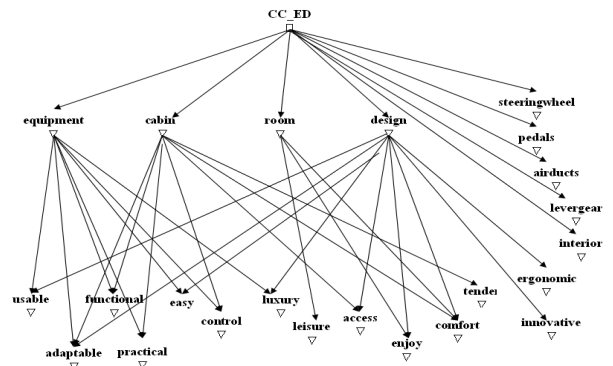 CC_ED
steeringwheel
equipment
cabin
room
design
pedals
airducts
levergear
interior
ergonomic
usable
functional
easy
luxury
tender
control
leisure
access
comfort
innovative
adaptable
practical
enjoy